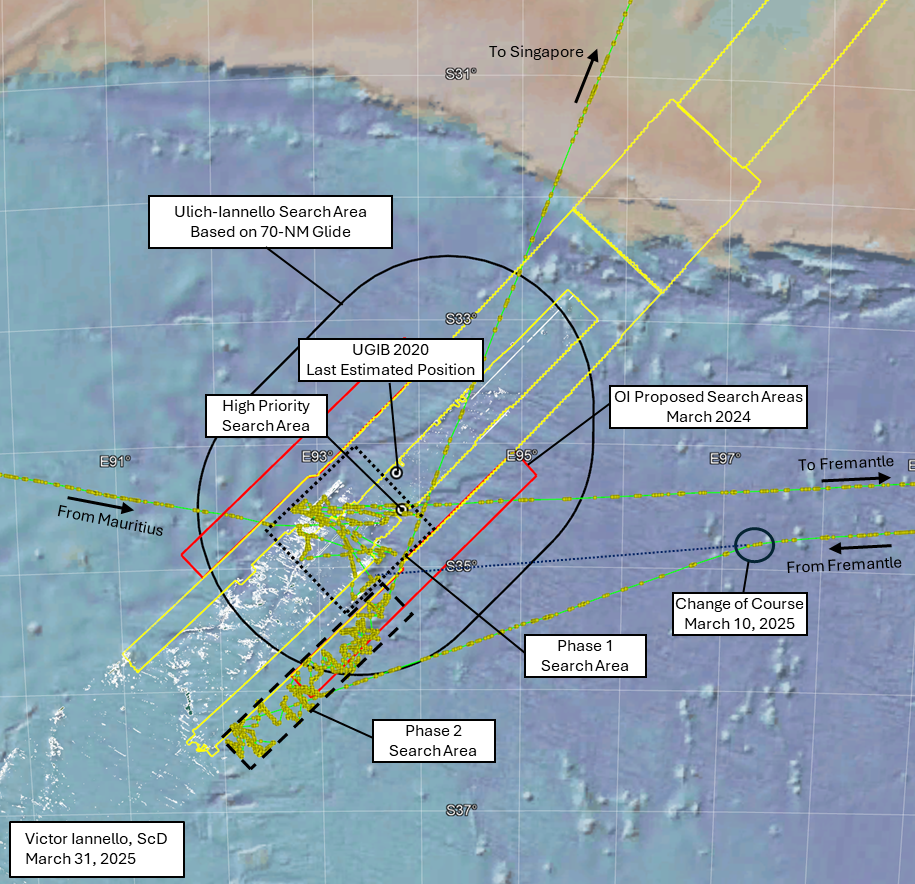 To Singapore
S31°
Ulich-Iannello Search Area
Based on 70-NM Glide
S33°
UGIB 2020
Last Estimated Position
High Priority
Search Area
OI Proposed Search Areas
March 2024
E91°
E93°
E95°
E97°
E
To Fremantle
From Mauritius
From Fremantle
S35°
Change of Course
March 10, 2025
Phase 1
Search Area
Phase 2
Search Area
S37°
Victor Iannello, ScD
March 31, 2025